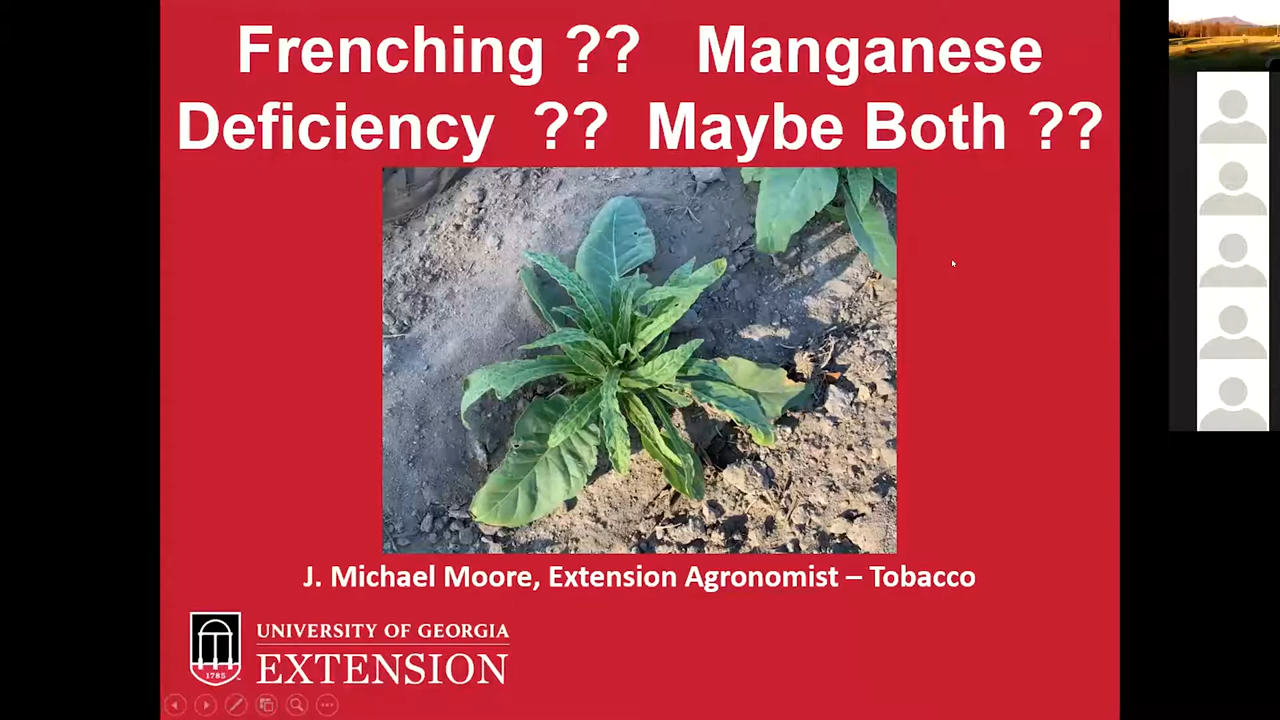 Frenching ?? Manganese
Deficiency ?? Maybe Both ??
J. Michael Moore, Extension Agronomist – Tobacco
1785
UNIVERSITY OF GEORGIA
EXTENSION